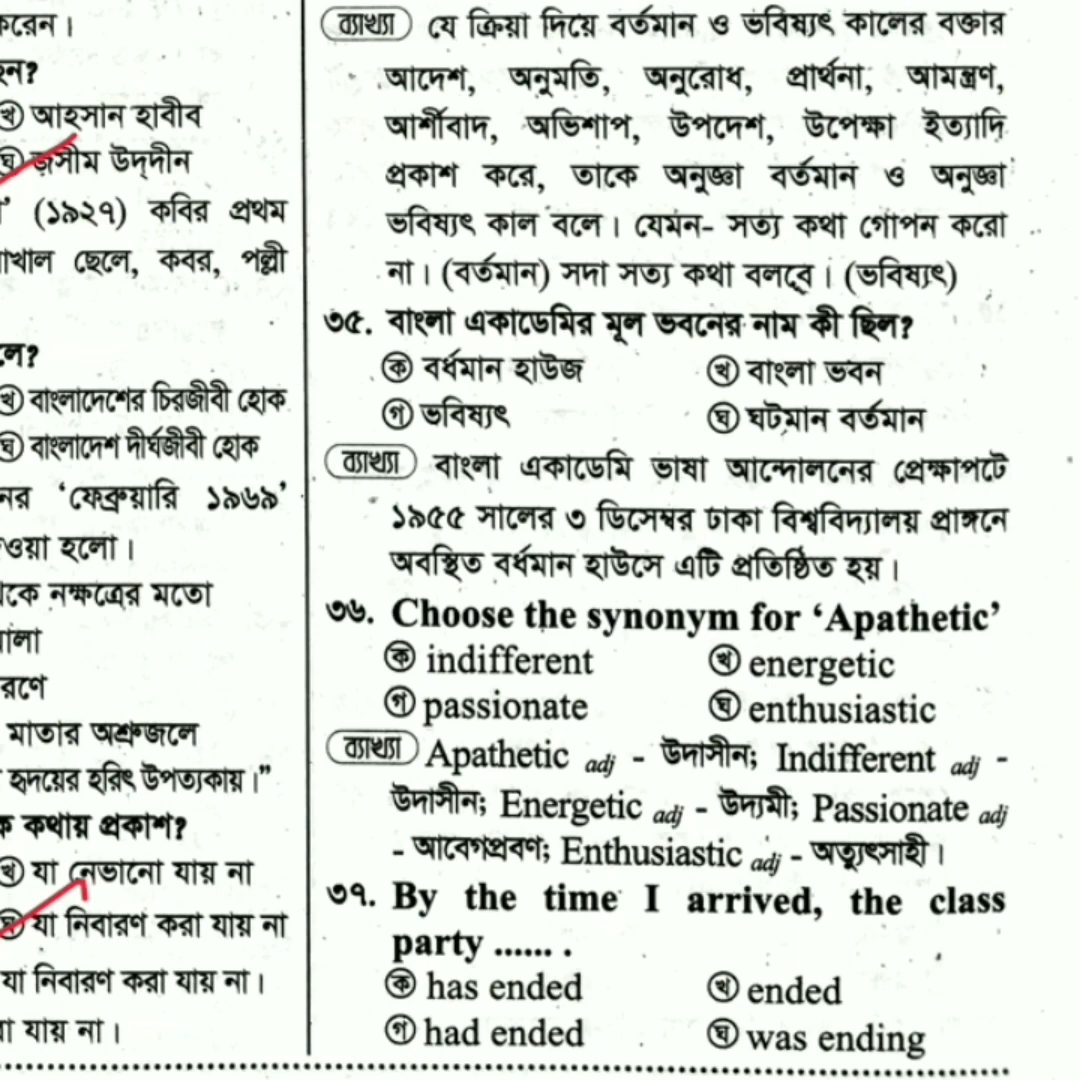 করেন।
হন?
খ আহসান হাবীব
ঘ জসীম উদ্‌দীন
' (১৯২৭) কবির প্রথম
রাখাল ছেলে, কবর, পল্লী
লে?
খ বাংলাদেশের চিরজীবী হোক
ঘ বাংলাদেশ দীর্ঘজীবী হোক
নের ‘ফেব্রুয়ারি ১৯৬৯’
ওয়া হলো।
থেকে নক্ষত্রের মতো
রণে
মাতার অশ্রুজলে
হৃদয়ের হরিৎ উপত্যকায়।”
ক কথায় প্রকাশ?
খ যা নেভানো যায় না
ঘ যা নিবারণ করা যায় না
যা নিবারণ করা যায় না।
যায় না।
ব্যাখ্যা যে ক্রিয়া দিয়ে বর্তমান ও ভবিষ্যৎ কালের বক্তার
আদেশ, অনুমতি, অনুরোধ, প্রার্থনা, আমন্ত্রণ,
আর্শীবাদ, অভিশাপ, উপদেশ, উপেক্ষা ইত্যাদি
প্রকাশ করে, তাকে অনুজ্ঞা বর্তমান ও অনুজ্ঞা
ভবিষ্যৎ কাল বলে। যেমন- সত্য কথা গোপন করো
না। (বর্তমান) সদা সত্য কথা বলবে। (ভবিষ্যৎ)
৩৫. বাংলা একাডেমির মূল ভবনের নাম কী ছিল?
ক বর্ধমান হাউজ খ বাংলা ভবন
গ ভবিষ্যৎ ঘ ঘটমান বর্তমান
ব্যাখ্যা বাংলা একাডেমি ভাষা আন্দোলনের প্রেক্ষাপটে
১৯৫৫ সালের ৩ ডিসেম্বর ঢাকা বিশ্ববিদ্যালয় প্রাঙ্গনে
অবস্থিত বর্ধমান হাউসে এটি প্রতিষ্ঠিত হয়।
৩৬. Choose the synonym for ‘Apathetic’
ক indifferent খ energetic
গ passionate ঘ enthusiastic
ব্যাখ্যা Apathetic adj - উদাসীন; Indifferent adj -
উদাসীন; Energetic adj - উদ্যমী; Passionate adj
- আবেগপ্রবণ; Enthusiastic adj - অত্যুৎসাহী।
৩৭. By the time I arrived, the class
party ....... .
ক has ended খ ended
গ had ended ঘ was ending